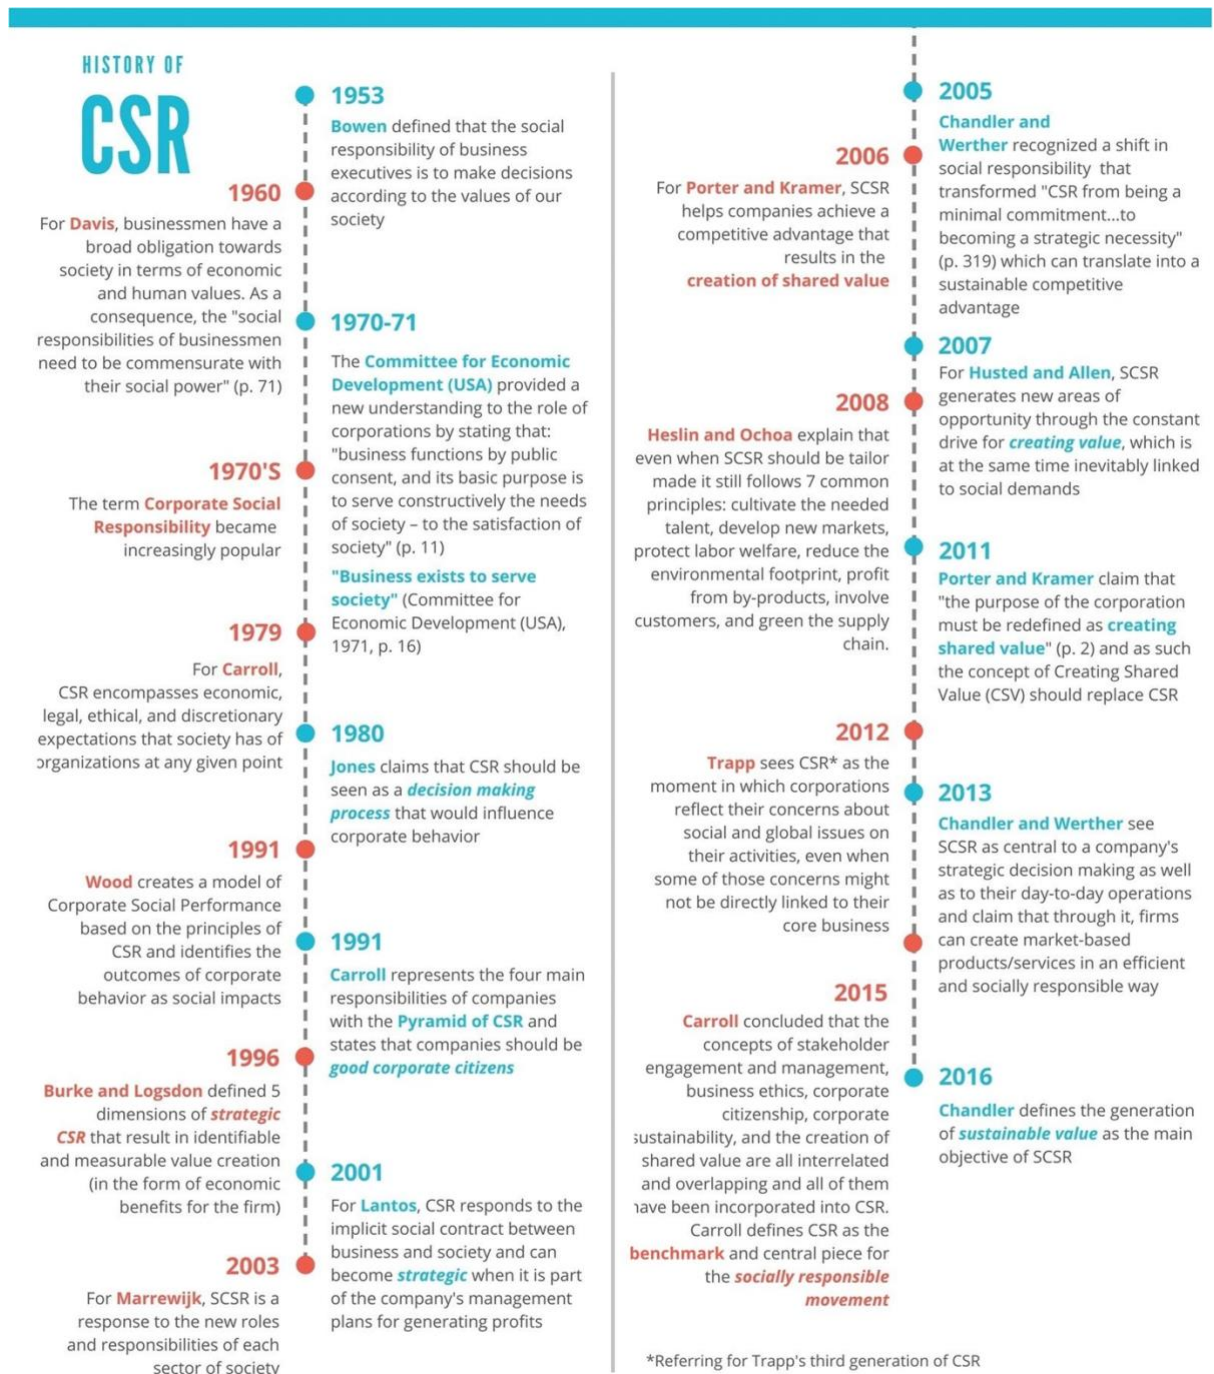 HISTORY OF
CSR
1953
Bowen defined that the social
responsibility of business
executives is to make decisions
according to the values of our
society
1960
For Davis, businessmen have a
broad obligation towards
society in terms of economic
and human values. As a
consequence, the "social
responsibilities of businessmen
need to be commensurate with
their social power" (p. 71)
1970-71
The Committee for Economic
Development (USA) provided a
new understanding to the role of
corporations by stating that:
"business functions by public
consent, and its basic purpose is
to serve constructively the needs
of society – to the satisfaction of
society" (p. 11)
"Business exists to serve
society" (Committee for
Economic Development (USA),
1971, p. 16)
1970'S
The term Corporate Social
Responsibility became
increasingly popular
1979
For Carroll,
CSR encompasses economic,
legal, ethical, and discretionary
expectations that society has of
organizations at any given point
1980
Jones claims that CSR should be
seen as a decision making
process that would influence
corporate behavior
1991
Wood creates a model of
Corporate Social Performance
based on the principles of
CSR and identifies the
outcomes of corporate
behavior as social impacts
1991
Carroll represents the four main
responsibilities of companies
with the Pyramid of CSR and
states that companies should be
good corporate citizens
1996
Burke and Logsdon defined 5
dimensions of strategic
CSR that result in identifiable
and measurable value creation
(in the form of economic
benefits for the firm)
2001
For Lantos, CSR responds to the
implicit social contract between
business and society and can
become strategic when it is part
of the company's management
plans for generating profits
2003
For Marrewijk, SCSR is a
response to the new roles
and responsibilities of each
sector of society
2005
Chandler and
Werther recognized a shift in
social responsibility that
transformed "CSR from being a
minimal commitment...to
becoming a strategic necessity"
(p. 319) which can translate into a
sustainable competitive
advantage
2006
For Porter and Kramer, SCSR
helps companies achieve a
competitive advantage that
results in the
creation of shared value
2007
For Husted and Allen, SCSR
generates new areas of
opportunity through the constant
drive for creating value, which is
at the same time inevitably linked
to social demands
2008
Heslin and Ochoa explain that
even when SCSR should be tailor
made it still follows 7 common
principles: cultivate the needed
talent, develop new markets,
protect labor welfare, reduce the
environmental footprint, profit
from by-products, involve
customers, and green the supply
chain.
2011
Porter and Kramer claim that
"the purpose of the corporation
must be redefined as creating
shared value" (p. 2) and as such
the concept of Creating Shared
Value (CSV) should replace CSR
2012
Trapp sees CSR* as the
moment in which corporations
reflect their concerns about
social and global issues on
their activities, even when
some of those concerns might
not be directly linked to their
core business
2013
Chandler and Werther see
SCSR as central to a company's
strategic decision making as well
as to their day-to-day operations
and claim that through it, firms
can create market-based
products/services in an efficient
and socially responsible way
2015
Carroll concluded that the
concepts of stakeholder
engagement and management,
business ethics, corporate
citizenship, corporate
sustainability, and the creation of
shared value are all interrelated
and overlapping and all of them
have been incorporated into CSR.
Carroll defines CSR as the
benchmark and central piece for
the socially responsible
movement
2016
Chandler defines the generation
of sustainable value as the main
objective of SCSR
*Referring for Trapp's third generation of CSR